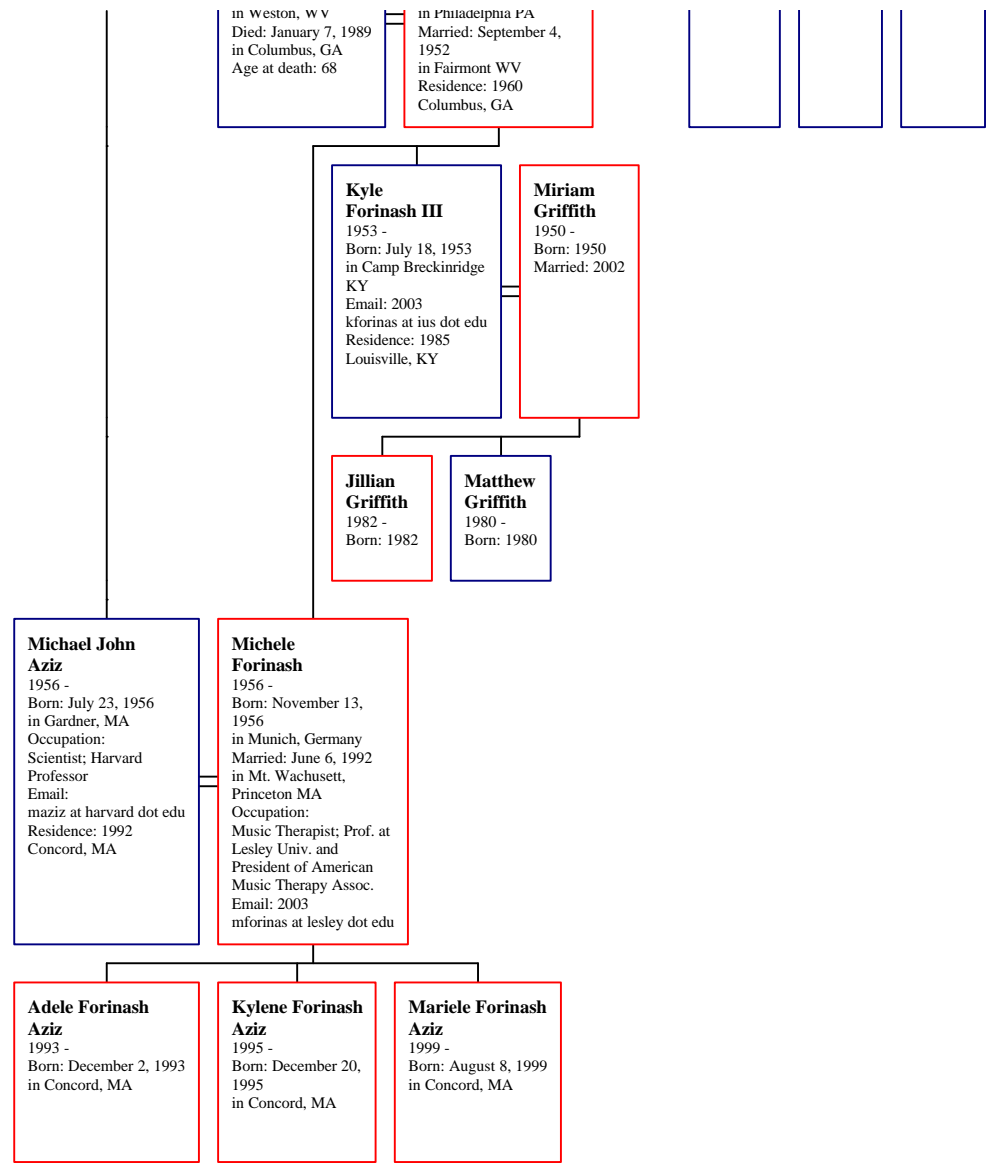 in Weston, WV
Died: January 7, 1989
in Columbus, GA
Age at death: 68
in Philadelphia PA
Married: September 4,
1952
in Fairmont WV
Residence: 1960
Columbus, GA
Kyle
Forinash III
1953 -
Born: July 18, 1953
in Camp Breckinridge
KY
Email: 2003
kforinas at ius dot edu
Residence: 1985
Louisville, KY
Miriam
Griffith
1950 -
Born: 1950
Married: 2002
Jillian
Griffith
1982 -
Born: 1982
Matthew
Griffith
1980 -
Born: 1980
Michael John
Aziz
1956 -
Born: July 23, 1956
in Gardner, MA
Occupation:
Scientist; Harvard
Professor
Email:
maziz at harvard dot edu
Residence: 1992
Concord, MA
Michele
Forinash
1956 -
Born: November 13,
1956
in Munich, Germany
Married: June 6, 1992
in Mt. Wachusett,
Princeton MA
Occupation:
Music Therapist; Prof. at
Lesley Univ. and
President of American
Music Therapy Assoc.
Email: 2003
mforinas at lesley dot edu
Adele Forinash
Aziz
1993 -
Born: December 2, 1993
in Concord, MA
Kylene Forinash
Aziz
1995 -
Born: December 20,
1995
in Concord, MA
Mariele Forinash
Aziz
1999 -
Born: August 8, 1999
in Concord, MA